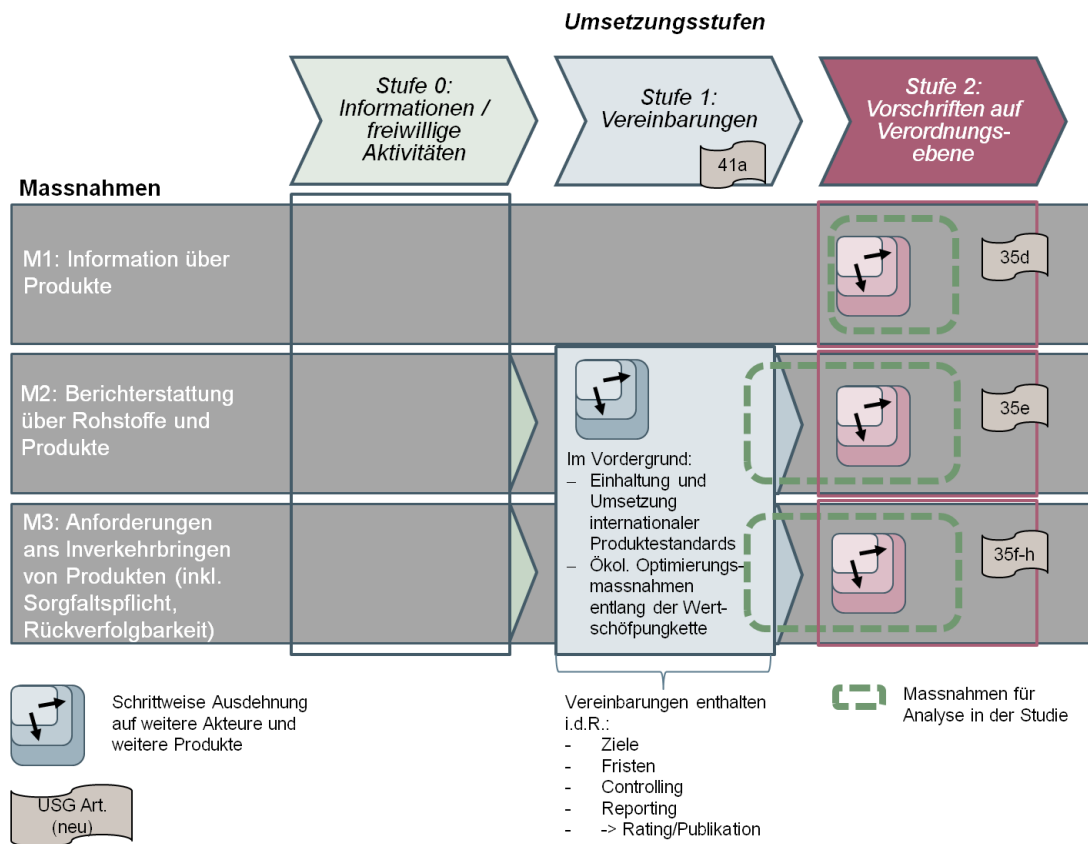 Umsetzungsstufen
Stufe 0:
Informationen /
freiwillige
Aktivitäten
Stufe 1:
Vereinbarungen
41a
Stufe 2:
Vorschriften auf
Verordnungs-
ebene
Massnahmen
M1: Information über
Produkte
35d
M2: Berichterstattung
über Rohstoffe und
Produkte
35e
M3: Anforderungen
ans Inverkehrbringen
von Produkten (inkl.
Sorgfaltspflicht,
Rückverfolgbarkeit)
Im Vordergrund:
– Einhaltung und
Umsetzung
internationaler
Produktestandards
– Ökol. Optimierungs-
massnahmen
entlang der Wert-
schöfpungkette
35f-h
Schrittweise Ausdehnung
auf weitere Akteure und
weitere Produkte
USG Art.
(neu)
Vereinbarungen enthalten
i.d.R.:
- Ziele
- Fristen
- Controlling
- Reporting
- -> Rating/Publikation
Massnahmen für
Analyse in der Studie